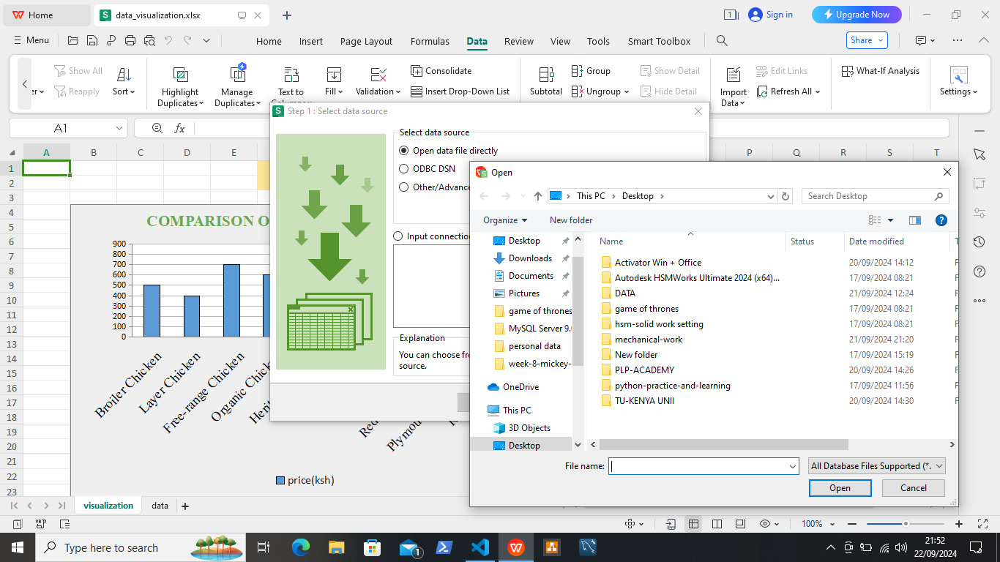 Home
data_visualization.xlsx
Sign in
Upgrade Now
Menu
Home Insert Page Layout Formulas Data Review View Tools Smart Toolbox
Share
Show All
Reapply
Sort
Highlight
Duplicates
Manage
Duplicates
Text to
Fill
Validation
Consolidate
Insert Drop-Down List
Subtotal
Group
Ungroup
Show Detail
Hide Detail
Import
Data
Edit Links
Refresh All
What-If Analysis
Settings
A1
fx
A B C D E P Q R S T
1
2
3
4
5
6
7
8
9
10
11
12
13
14
15
16
17
18
19
20
21
22
23
COMPARISON O
900
800
700
600
500
400
300
200
100
0
Broiler Chicken
Layer Chicken
Free-range Chicken
price(ksh)
Step 1 : Select data source
Select data source
Open data file directly
ODBC DSN
Other/Advance
Input connection
Explanation
You can choose fr
source.
Open
This PC > Desktop >
Search Desktop
Organize
New folder
Desktop
Downloads
Documents
Pictures
game of thrones
MySQL Server 9.
personal data
week-8-mickey-
OneDrive
This PC
3D Objects
Desktop
Name Status Date modified
Activator Win + Office 20/09/2024 14:12
Autodesk HSMWorks Ultimate 2024 (x64)... 17/09/2024 08:21
DATA 21/09/2024 12:24
game of thrones 17/09/2024 08:21
hsm-solid work setting 17/09/2024 08:21
mechanical-work 21/09/2024 21:20
New folder 17/09/2024 15:19
PLP-ACADEMY 20/09/2024 14:26
python-practice-and-learning 17/09/2024 11:56
TU-KENYA UNII 20/09/2024 14:30
File name:
All Database Files Supported (*.
Open
Cancel
visualization
data
100%
Type here to search
1
21:52
22/09/2024